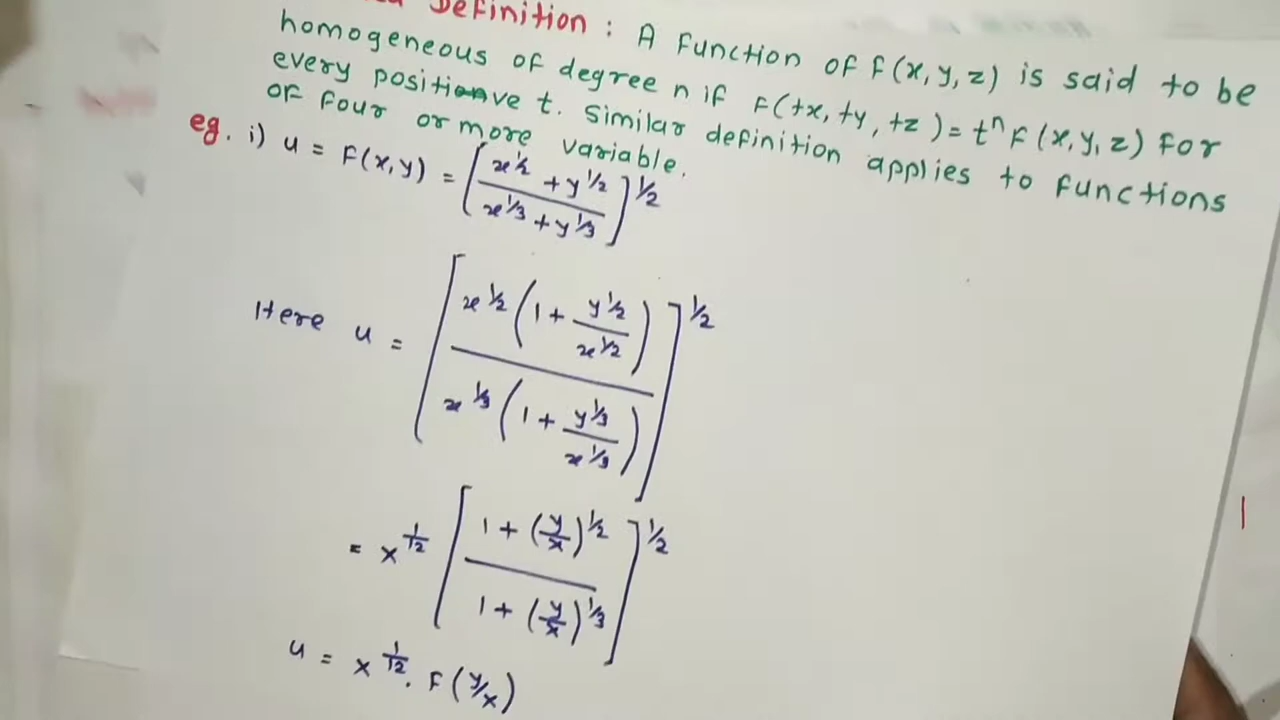 Definition : A function of f(x, y, z) is said to be
homogeneous of degree n if F(tx, ty, tz) = tⁿ F(x, y, z) for
every positive t. Similar definition applies to functions
of four or more variable.
eg. i) u = F(x, y) = [ (x^1/2 + y^1/2) / (x^1/3 + y^1/3) ]^1/2
Here u = [ x^1/2 (1 + y^1/2 / x^1/2) / x^1/3 (1 + y^1/3 / x^1/3) ]^1/2
= x^1/12 [ (1 + (y/x)^1/2) / (1 + (y/x)^1/3) ]^1/2
u = x^1/12 . F(y/x)